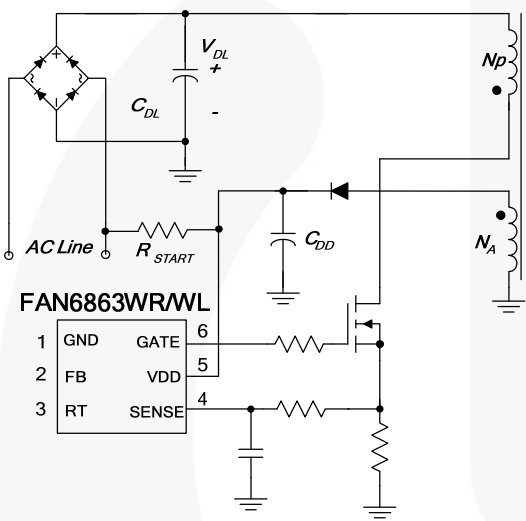 V_DL
Np
+
C_DL
-
+
~ ~
-
AC Line
R_START
C_DD
N_A
FAN6863WR/WL
1 GND GATE 6
2 FB VDD 5
3 RT SENSE 4